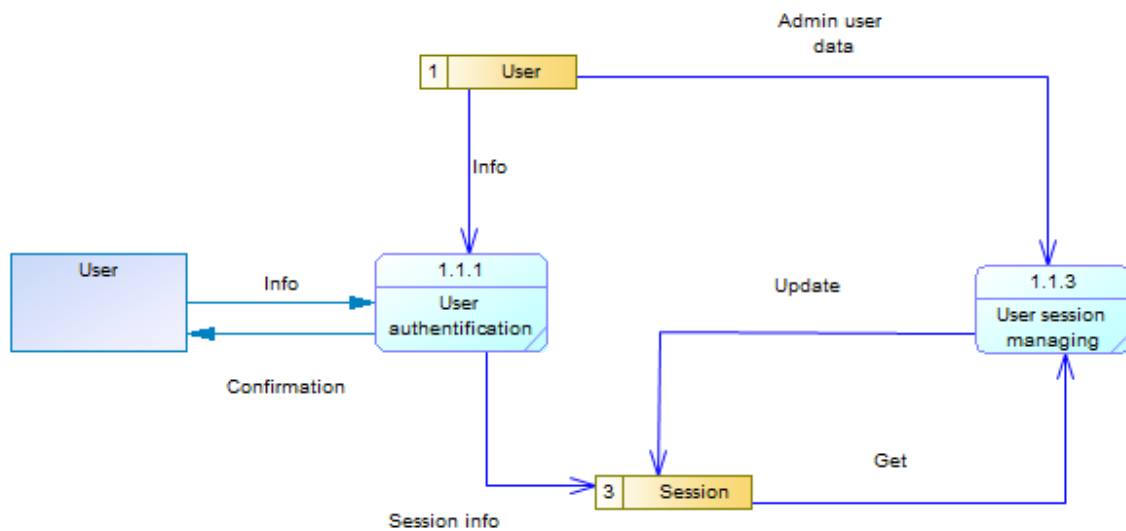 Admin user
data
1 User
Info
User
Info
1.1.1
User
authentification
Update
1.1.3
User session
managing
Confirmation
Get
3 Session
Session info